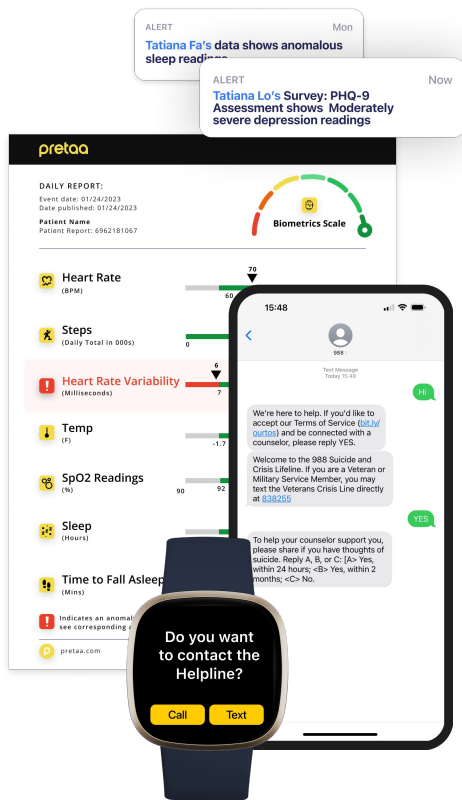 ALERT Mon
Tatiana Fa's data shows anomalous
sleep readings
ALERT Now
Tatiana Lo's Survey: PHQ-9
Assessment shows Moderately
severe depression readings
pretaa
DAILY REPORT:
Event date: 01/24/2023
Date published: 01/24/2023
Patient Name
Patient Report: 6962181067
Biometrics Scale
Heart Rate
(BPM)
70
60
Steps
(Daily Total in 000s)
0
Heart Rate Variability
(Milliseconds)
6
7
Temp
(F)
-1.7
SpO2 Readings
(%)
90 92
Sleep
(Hours)
Time to Fall Asleep
(Mins)
Indicates an
see corresponding
pretaa.com
15:48
988
Text Message
Today 15:48
Hi
We're here to help. If you'd like to
accept our Terms of Service (bit.ly/
ourtos) and be connected with a
counselor, please reply YES.
Welcome to the 988 Suicide and
Crisis Lifeline. If you are a Veteran or
Military Service Member, you may
text the Veterans Crisis Line directly
at 838255
YES
To help your counselor support you,
please share if you have thoughts of
suicide. Reply A, B, or C: [A> Yes,
within 24 hours; <B> Yes, within 2
months; <C> No.
Do you want
to contact the
Helpline?
Call Text